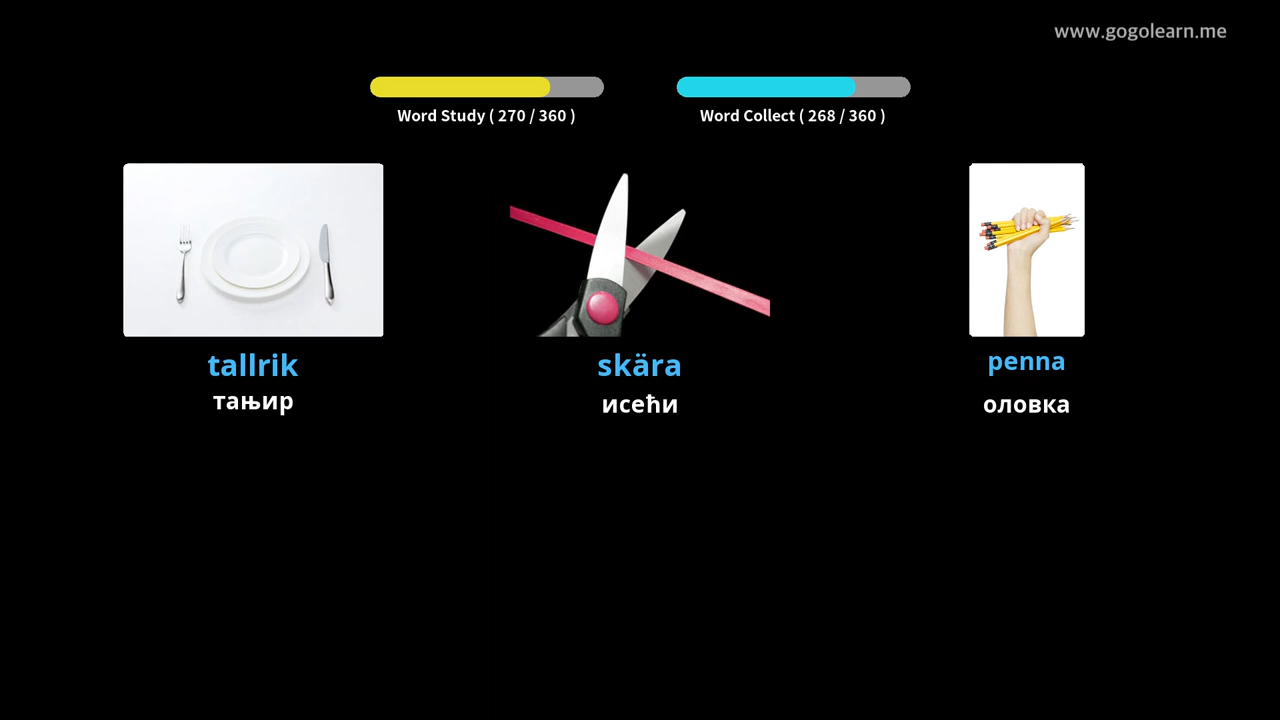 www.gogolearn.me
Word Study ( 270 / 360 )
Word Collect ( 268 / 360 )
tallrik
тањир
skära
исећи
penna
оловка